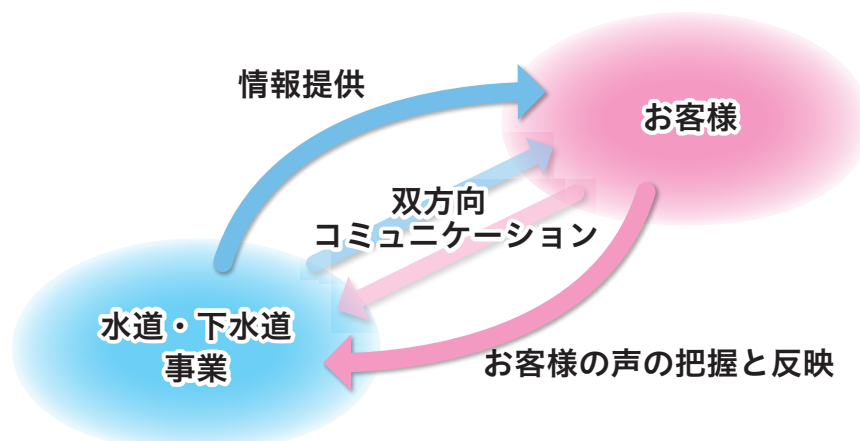 情報提供
お客様
双方向
コミュニケーション
水道・下水道
事業
お客様の声の把握と反映